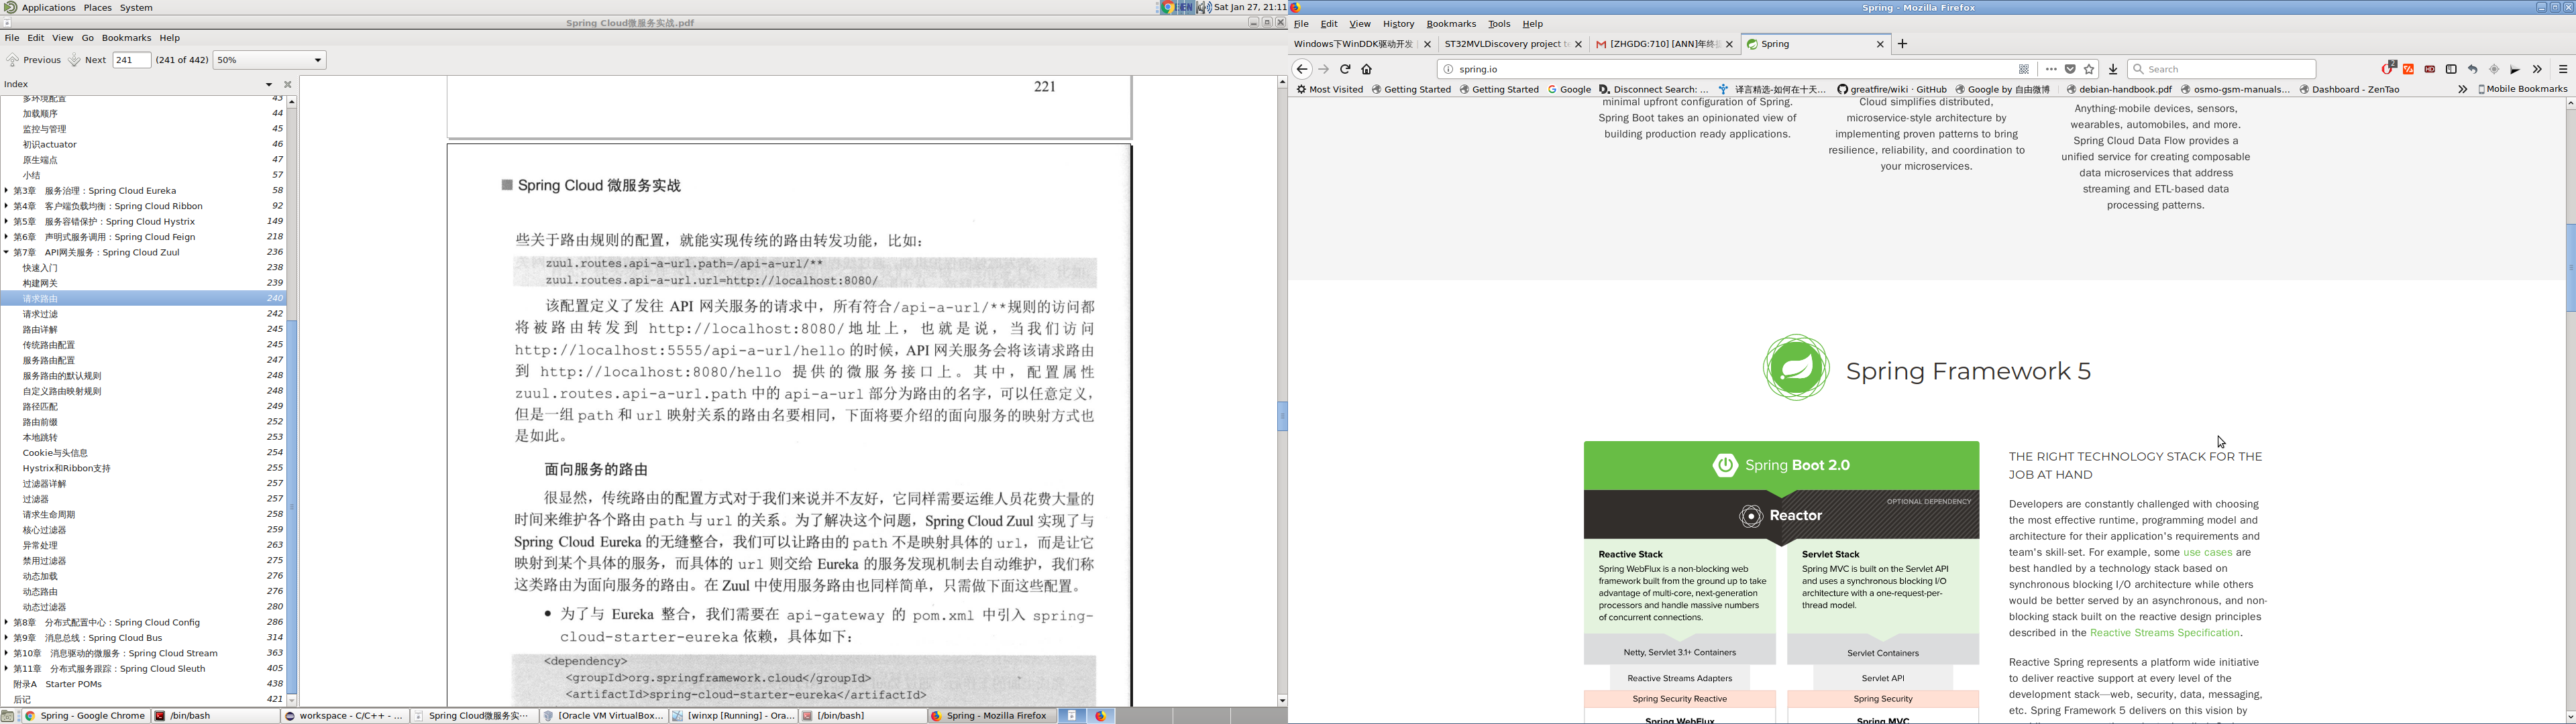 Applications Places System
EN Sat Jan 27, 21:11
Spring Cloud微服务实战.pdf
File Edit View Go Bookmarks Help
Previous Next 241 (241 of 442) 50%
Index
多环境配置 43
加载顺序 44
监控与管理 45
初识actuator 46
原生端点 47
小结 57
第3章 服务治理：Spring Cloud Eureka 58
第4章 客户端负载均衡：Spring Cloud Ribbon 92
第5章 服务容错保护：Spring Cloud Hystrix 149
第6章 声明式服务调用：Spring Cloud Feign 218
第7章 API网关服务：Spring Cloud Zuul 236
快速入门 238
构建网关 239
请求路由 240
请求过滤 242
路由详解 245
传统路由配置 245
服务路由配置 247
服务路由的默认规则 248
自定义路由映射规则 248
路径匹配 249
路由前缀 252
本地跳转 253
Cookie与头信息 254
Hystrix和Ribbon支持 255
过滤器详解 257
过滤器 257
请求生命周期 258
核心过滤器 259
异常处理 263
禁用过滤器 275
动态加载 276
动态路由 276
动态过滤器 280
第8章 分布式配置中心：Spring Cloud Config 286
第9章 消息总线：Spring Cloud Bus 314
第10章 消息驱动的微服务：Spring Cloud Stream 363
第11章 分布式服务跟踪：Spring Cloud Sleuth 405
附录A Starter POMs 438
后记 421
221
Spring Cloud 微服务实战
些关于路由规则的配置，就能实现传统的路由转发功能，比如：
zuul.routes.api-a-url.path=/api-a-url/**
zuul.routes.api-a-url.url=http://localhost:8080/
该配置定义了发往 API 网关服务的请求中，所有符合/api-a-url/**规则的访问都
将被路由转发到 http://localhost:8080/地址上，也就是说，当我们访问
http://localhost:5555/api-a-url/hello 的时候，API 网关服务会将该请求路由
到 http://localhost:8080/hello 提供的微服务接口上。其中，配置属性
zuul.routes.api-a-url.path 中的 api-a-url 部分为路由的名字，可以任意定义，
但是一组 path 和 url 映射关系的路由名要相同，下面将要介绍的面向服务的映射方式也
是如此。
面向服务的路由
很显然，传统路由的配置方式对于我们来说并不友好，它同样需要运维人员花费大量的
时间来维护各个路由 path 与 url 的关系。为了解决这个问题，Spring Cloud Zuul 实现了与
Spring Cloud Eureka 的无缝整合，我们可以让路由的 path 不是映射具体的 url，而是让它
映射到某个具体的服务，而具体的 url 则交给 Eureka 的服务发现机制去自动维护，我们称
这类路由为面向服务的路由。在 Zuul 中使用服务路由也同样简单，只需做下面这些配置。
• 为了与 Eureka 整合，我们需要在 api-gateway 的 pom.xml 中引入 spring-
cloud-starter-eureka 依赖，具体如下：
<dependency>
<groupId>org.springframework.cloud</groupId>
<artifactId>spring-cloud-starter-eureka</artifactId>
Spring - Google Chrome
/bin/bash
workspace - C/C++ - ...
Spring Cloud微服务实...
[Oracle VM VirtualBox...
[winxp [Running] - Ora...
[/bin/bash]
Spring - Mozilla Firefox
Spring - Mozilla Firefox
File Edit View History Bookmarks Tools Help
Windows下WinDDK驱动开发
ST32MVLDiscovery project
[ZHGDG:710] [ANN]年终
Spring
spring.io
Search
2
Most Visited Getting Started Getting Started Google Disconnect Search: ... 译言精选-如何在十天... greatfire/wiki · GitHub Google by 自由微博 debian-handbook.pdf osmo-gsm-manuals... Dashboard - ZenTao Mobile Bookmarks
minimal upfront configuration of Spring.
Spring Boot takes an opinionated view of
building production ready applications.
Cloud simplifies distributed,
microservice-style architecture by
implementing proven patterns to bring
resilience, reliability, and coordination to
your microservices.
Anything-mobile devices, sensors,
wearables, automobiles, and more.
Spring Cloud Data Flow provides a
unified service for creating composable
data microservices that address
streaming and ETL-based data
processing patterns.
Spring Framework 5
Spring Boot 2.0
OPTIONAL DEPENDENCY
Reactor
Reactive Stack
Spring WebFlux is a non-blocking web
framework built from the ground up to take
advantage of multi-core, next-generation
processors and handle massive numbers
of concurrent connections.
Netty, Servlet 3.1+ Containers
Reactive Streams Adapters
Spring Security Reactive
Spring WebFlux
Servlet Stack
Spring MVC is built on the Servlet API
and uses a synchronous blocking I/O
architecture with a one-request-per-
thread model.
Servlet Containers
Servlet API
Spring Security
Spring MVC
THE RIGHT TECHNOLOGY STACK FOR THE
JOB AT HAND
Developers are constantly challenged with choosing
the most effective runtime, programming model and
architecture for their application's requirements and
team's skill-set. For example, some use cases are
best handled by a technology stack based on
synchronous blocking I/O architecture while others
would be better served by an asynchronous, and non-
blocking stack built on the reactive design principles
described in the Reactive Streams Specification.
Reactive Spring represents a platform wide initiative
to deliver reactive support at every level of the
development stack—web, security, data, messaging,
etc. Spring Framework 5 delivers on this vision by